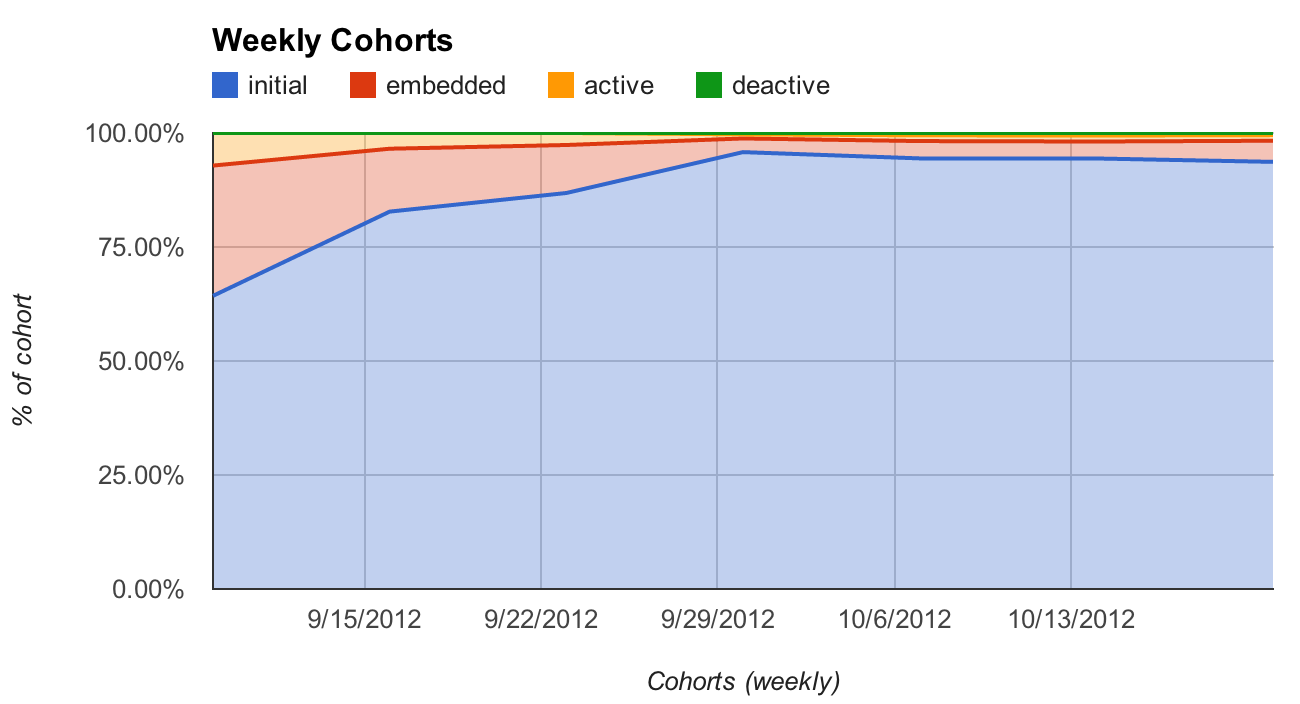 Weekly Cohorts
initial embedded active deactive
100.00%
75.00%
50.00%
25.00%
0.00%
% of cohort
9/15/2012 9/22/2012 9/29/2012 10/6/2012 10/13/2012
Cohorts (weekly)